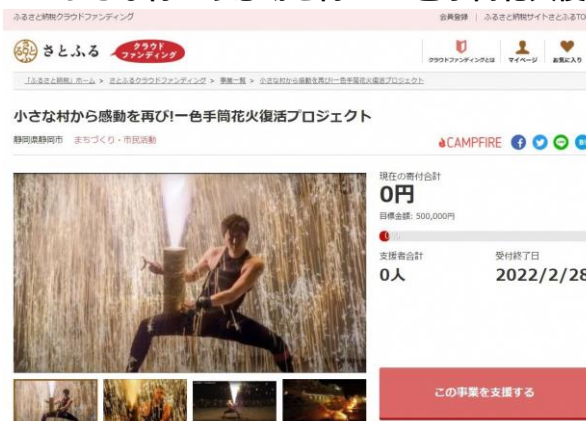 ふるさと納税クラウドファンディング
会員登録 | ふるさと納税サイトさとふるTO
さとふる クラウドファンディング
クラウドファンディングとは マイページ お気に入り
「ふるさと納税」ホーム > さとふるクラウドファンディング > 事業一覧 > 小さな村から感動を再び!一色手筒花火復活プロジェクト
小さな村から感動を再び!一色手筒花火復活プロジェクト
静岡県静岡市 まちづくり・市民活動
CAMPFIRE
現在の寄付合計
0円
目標金額: 500,000円
0%
支援者合計 受付終了日
0人 2022/2/28
この事業を支援する